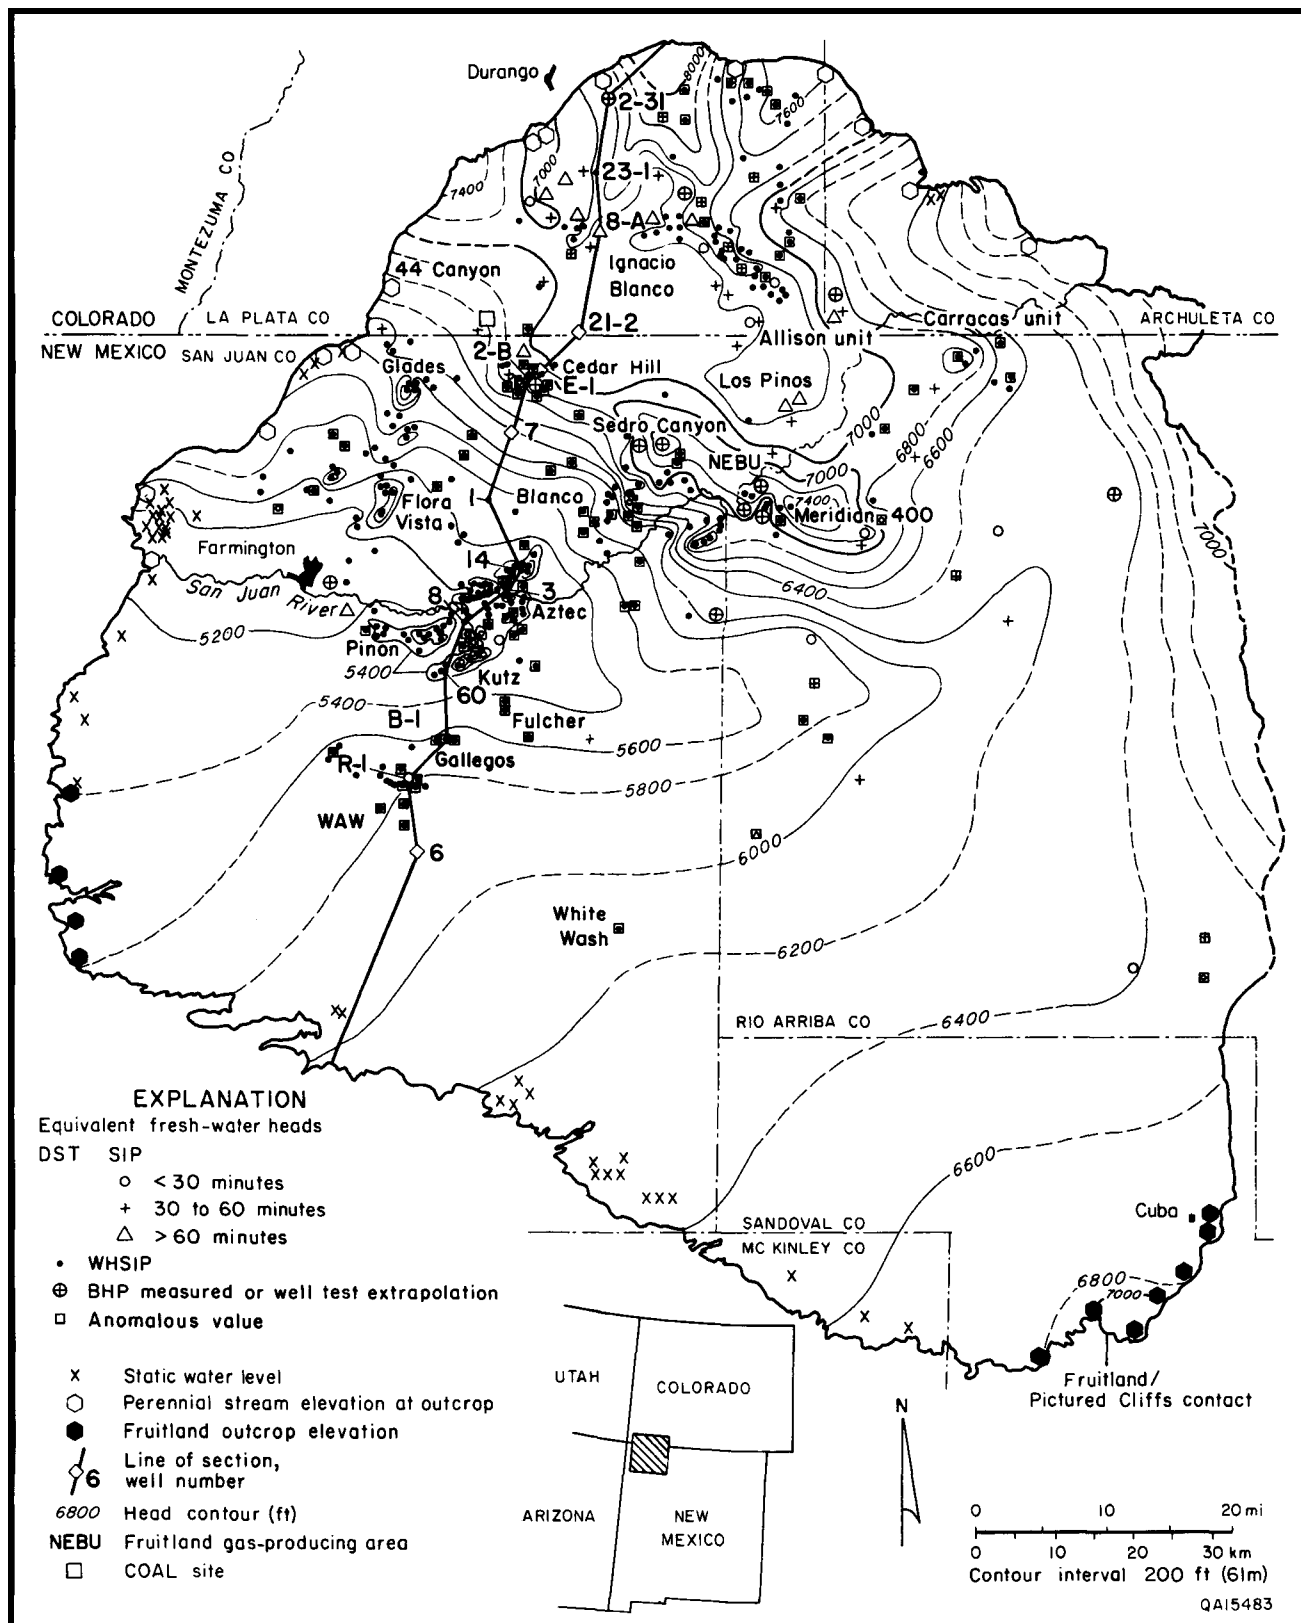 Durango
2-31
8000
7600
MONTEZUMA CO
7400
7000
23-1
8-A
44 Canyon
Ignacio
Blanco
21-2
COLORADO
LA PLATA CO
Allison unit
Carracas unit
ARCHULETA CO
NEW MEXICO
SAN JUAN CO
2-B
Glades
Cedar Hill
E-1
Los Pinos
7
Sedro Canyon
7000
6800
6600
NEBU
7000
7400
1
Blanco
Flora
Vista
Meridian 400
7000
Farmington
14
6400
San Juan River
8
3
Aztec
5200
Pinon
5400
Kutz
60
5400
B-1
Fulcher
5600
Gallegos
R-1
5800
WAW
6
6000
White
Wash
6200
RIO ARRIBA CO
6400
6600
SANDOVAL CO
MC KINLEY CO
Cuba
6800
7000
Fruitland/
Pictured Cliffs contact
EXPLANATION
Equivalent fresh-water heads
DST SIP
<30 minutes
30 to 60 minutes
>60 minutes
WHSIP
BHP measured or well test extrapolation
Anomalous value
Static water level
Perennial stream elevation at outcrop
Fruitland outcrop elevation
6 Line of section,
well number
6800 Head contour (ft)
NEBU Fruitland gas-producing area
COAL site
UTAH
COLORADO
ARIZONA
NEW
MEXICO
N
0 10 20 mi
0 10 20 30 km
Contour interval 200 ft (61m)
QA15483